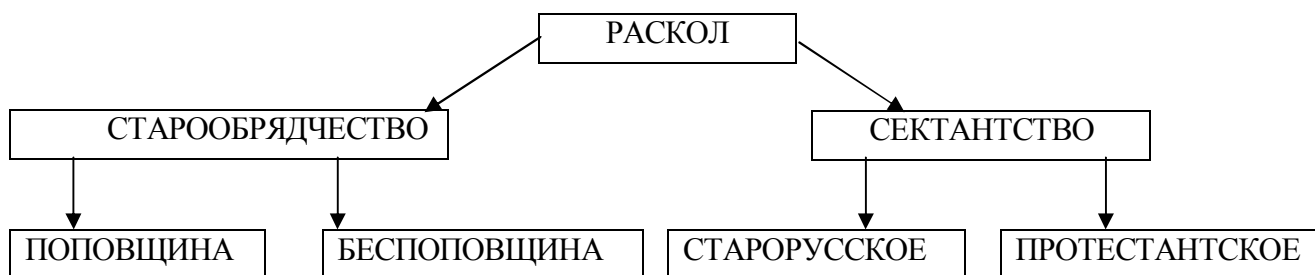 РАСКОЛ
СТАРООБРЯДЧЕСТВО
СЕКТАНТСТВО
ПОПОВЩИНА
БЕСПОПОВЩИНА
СТАРОРУССКОЕ
ПРОТЕСТАНТСКОЕ